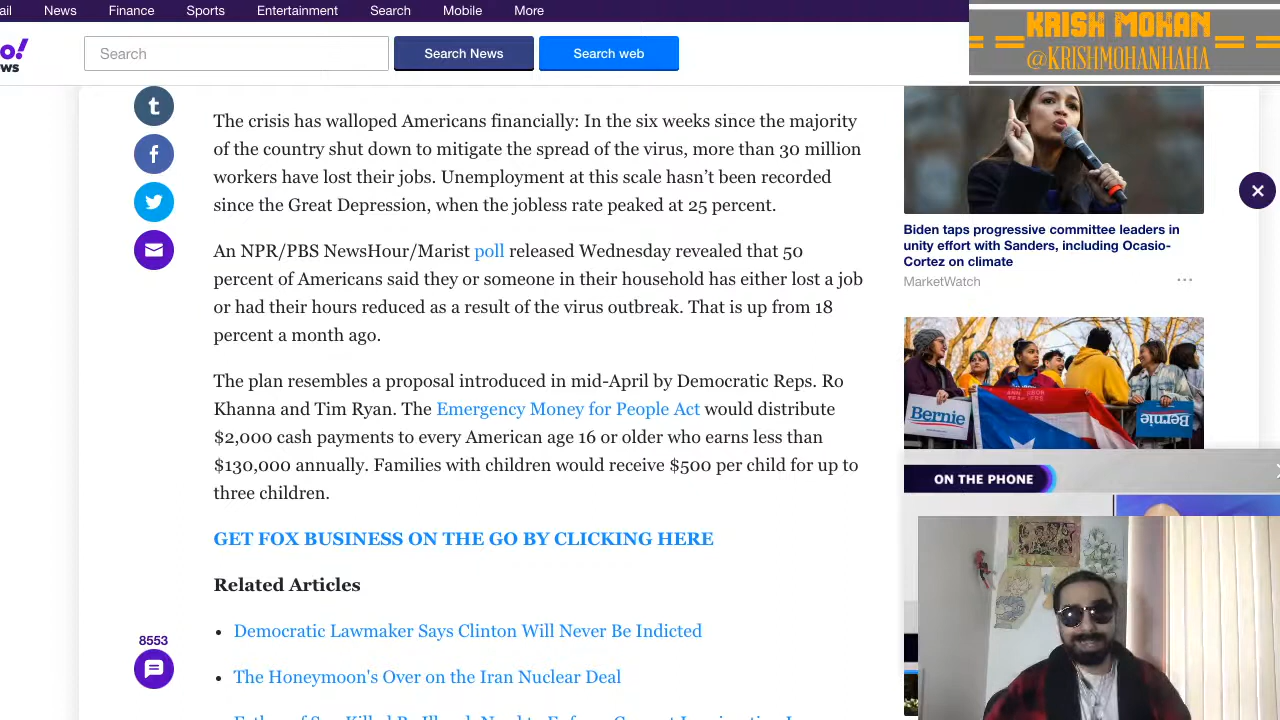 ail News Finance Sports Entertainment Search Mobile More
KRISH MOHAN
@KRISHMOHANHAHA
o!
ws
Search
Search News
Search web
The crisis has walloped Americans financially: In the six weeks since the majority
of the country shut down to mitigate the spread of the virus, more than 30 million
workers have lost their jobs. Unemployment at this scale hasn’t been recorded
since the Great Depression, when the jobless rate peaked at 25 percent.
An NPR/PBS NewsHour/Marist poll released Wednesday revealed that 50
percent of Americans said they or someone in their household has either lost a job
or had their hours reduced as a result of the virus outbreak. That is up from 18
percent a month ago.
The plan resembles a proposal introduced in mid-April by Democratic Reps. Ro
Khanna and Tim Ryan. The Emergency Money for People Act would distribute
$2,000 cash payments to every American age 16 or older who earns less than
$130,000 annually. Families with children would receive $500 per child for up to
three children.
GET FOX BUSINESS ON THE GO BY CLICKING HERE
Related Articles
Democratic Lawmaker Says Clinton Will Never Be Indicted
The Honeymoon's Over on the Iran Nuclear Deal
8553
Biden taps progressive committee leaders in
unity effort with Sanders, including Ocasio-
Cortez on climate
MarketWatch
Bernie
Bernie
ON THE PHONE